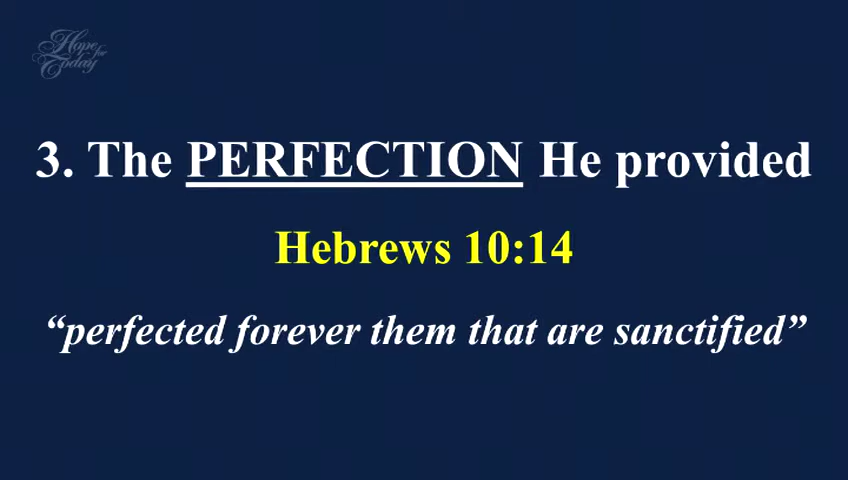 Hope for
Today
3. The PERFECTION He provided
Hebrews 10:14
“perfected forever them that are sanctified”